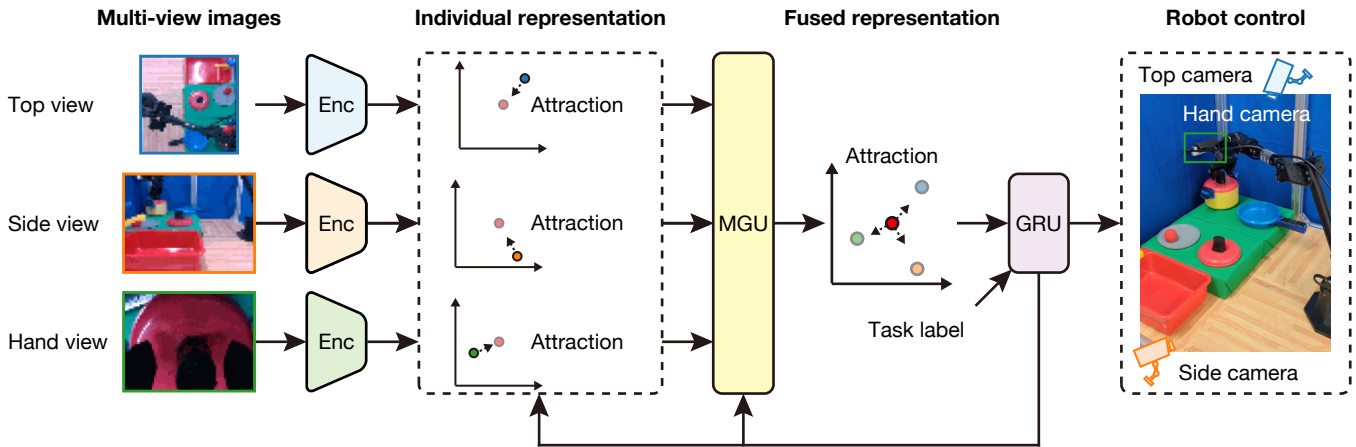 Multi-view images
Individual representation
Fused representation
Robot control
Top view
Enc
Attraction
Side view
Enc
Attraction
Hand view
Enc
Attraction
MGU
Attraction
GRU
Task label
Top camera
Hand camera
Side camera